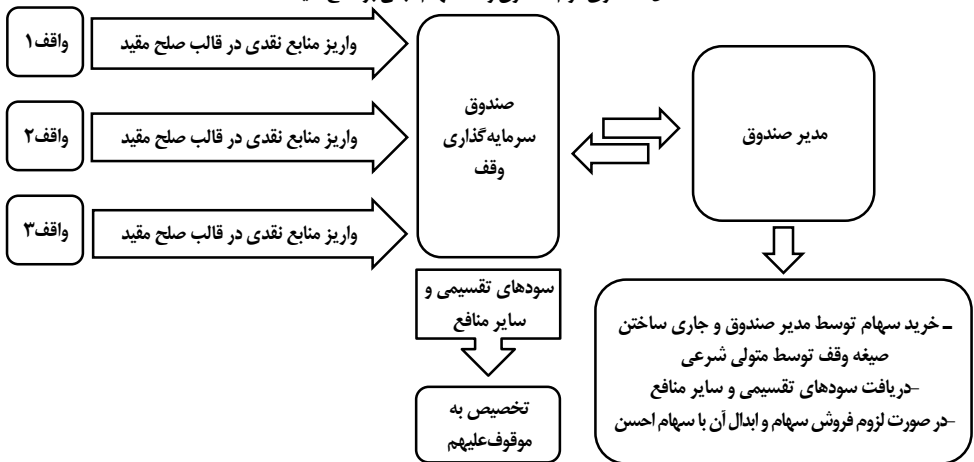 واقف۱
واریز منابع نقدی در قالب صلح مقید
واقف۲
واریز منابع نقدی در قالب صلح مقید
واقف۳
واریز منابع نقدی در قالب صلح مقید
صندوق
سرمایه‌گذاری
وقف
مدیر صندوق
سودهای تقسیمی و
سایر منافع
تخصیص به
موقوف‌علیهم
ـ خرید سهام توسط مدیر صندوق و جاری ساختن
صیغه وقف توسط متولی شرعی
–دریافت سودهای تقسیمی و سایر منافع
–در صورت لزوم فروش سهام و ابدال آن با سهام احسن